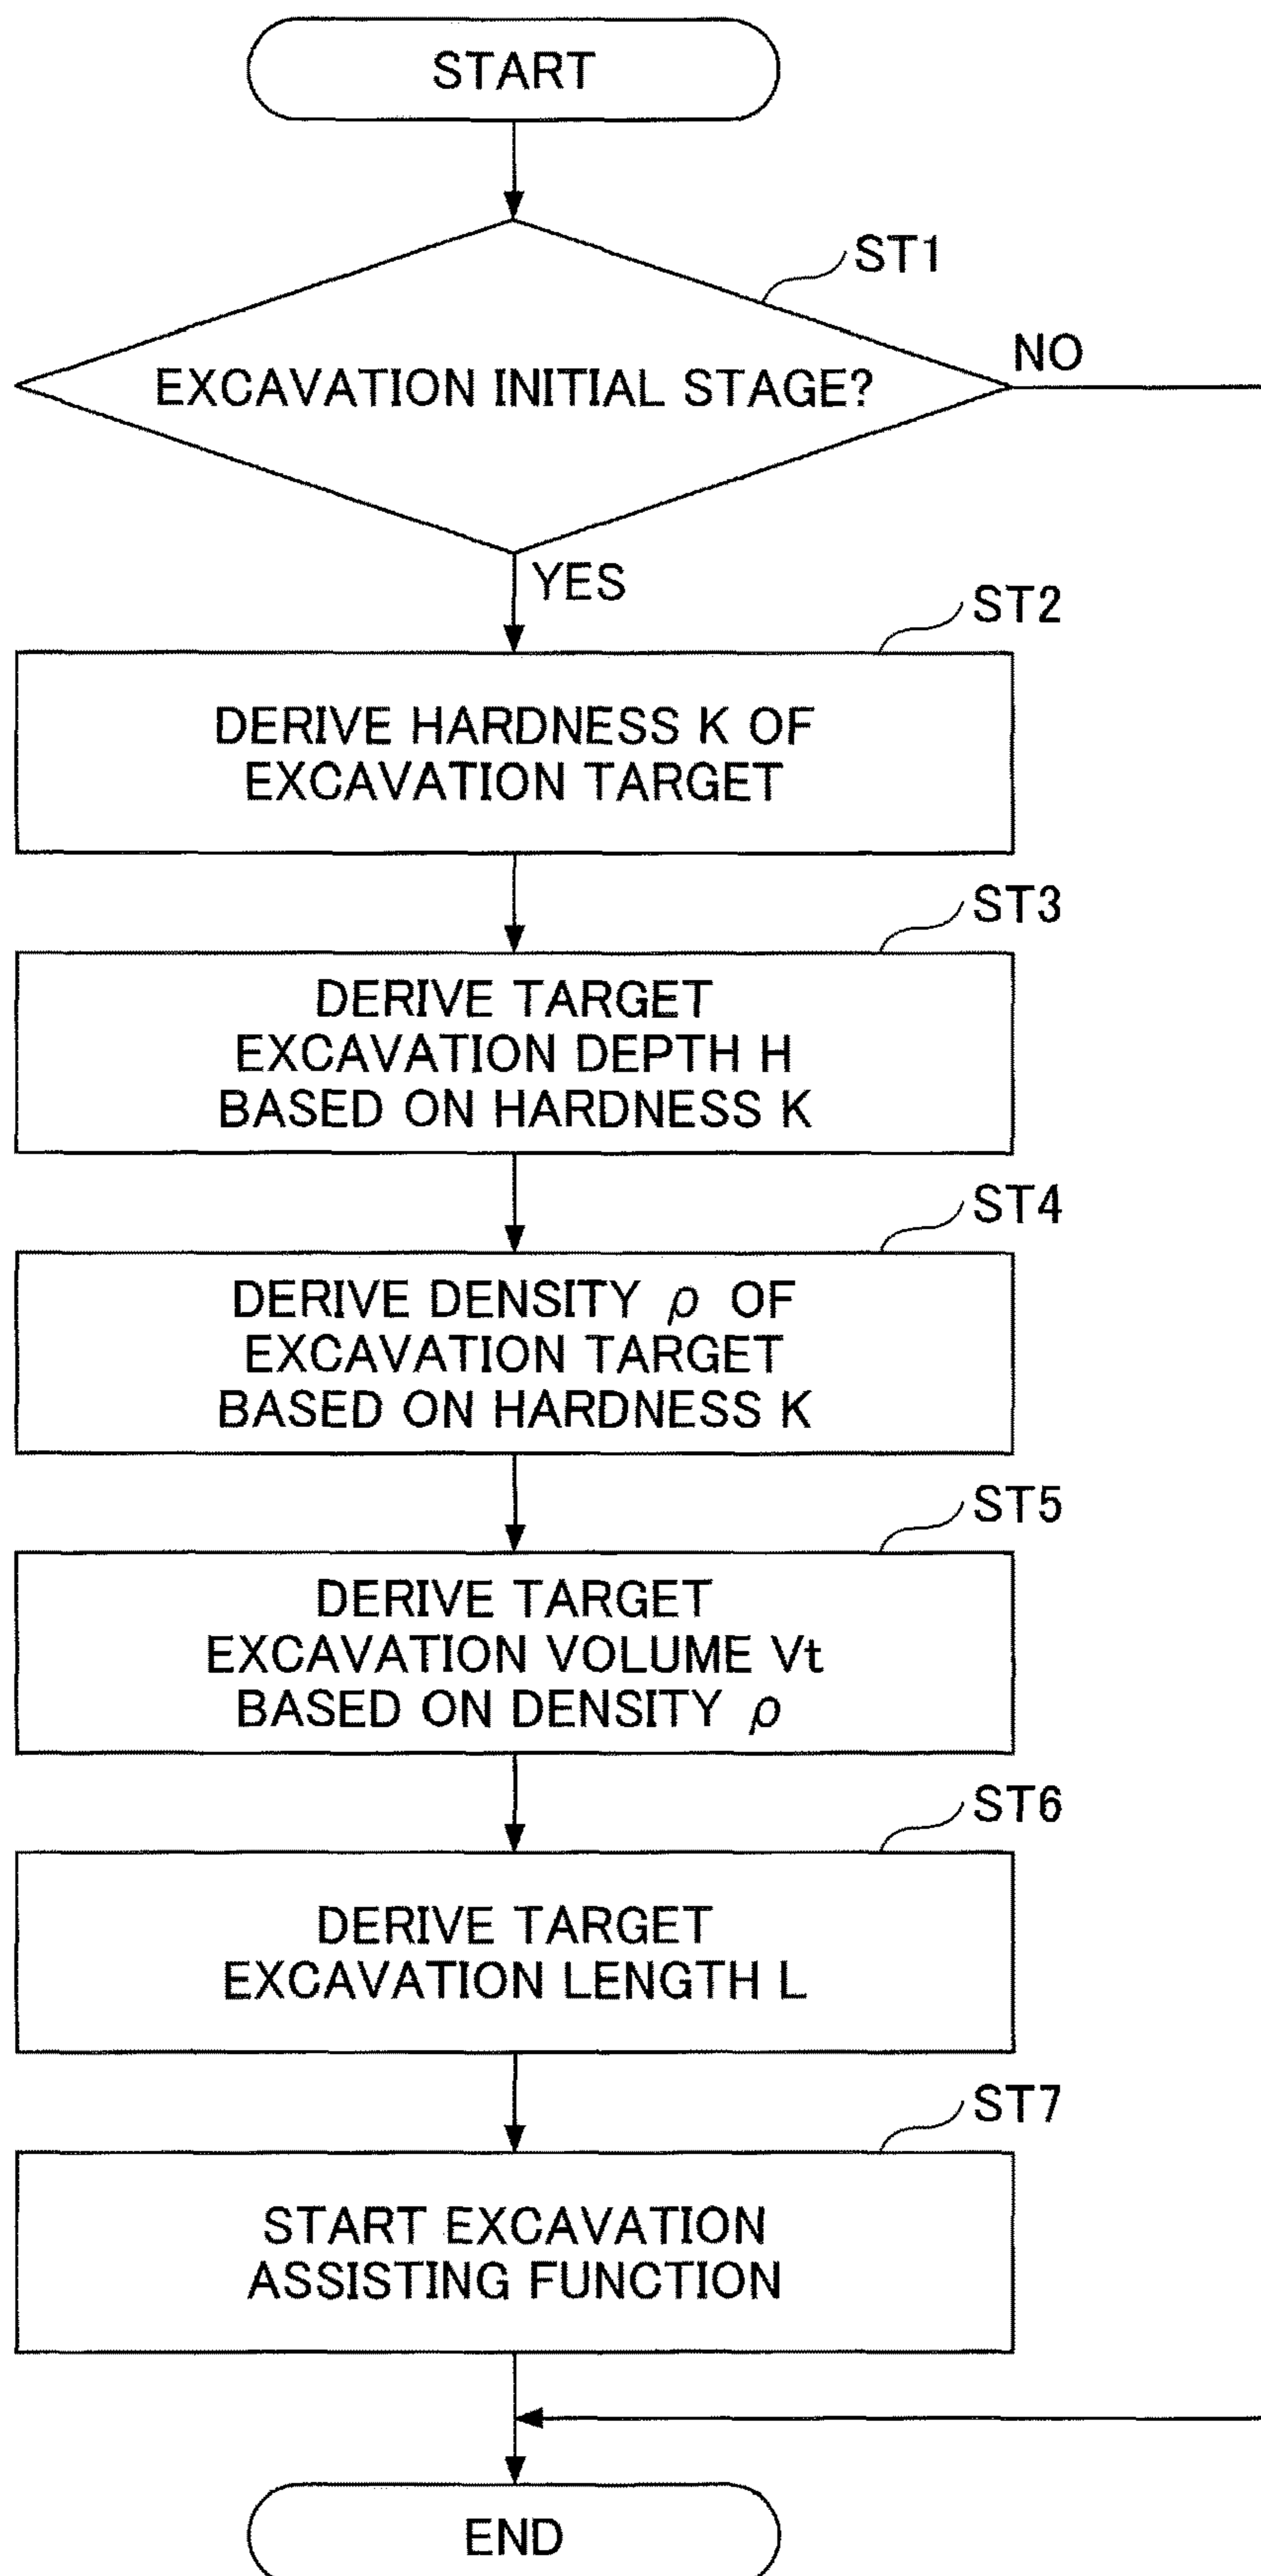 START
ST1
EXCAVATION INITIAL STAGE?
NO
YES
ST2
DERIVE HARDNESS K OF
EXCAVATION TARGET
ST3
DERIVE TARGET
EXCAVATION DEPTH H
BASED ON HARDNESS K
ST4
DERIVE DENSITY ρ OF
EXCAVATION TARGET
BASED ON HARDNESS K
ST5
DERIVE TARGET
EXCAVATION VOLUME Vt
BASED ON DENSITY ρ
ST6
DERIVE TARGET
EXCAVATION LENGTH L
ST7
START EXCAVATION
ASSISTING FUNCTION
END